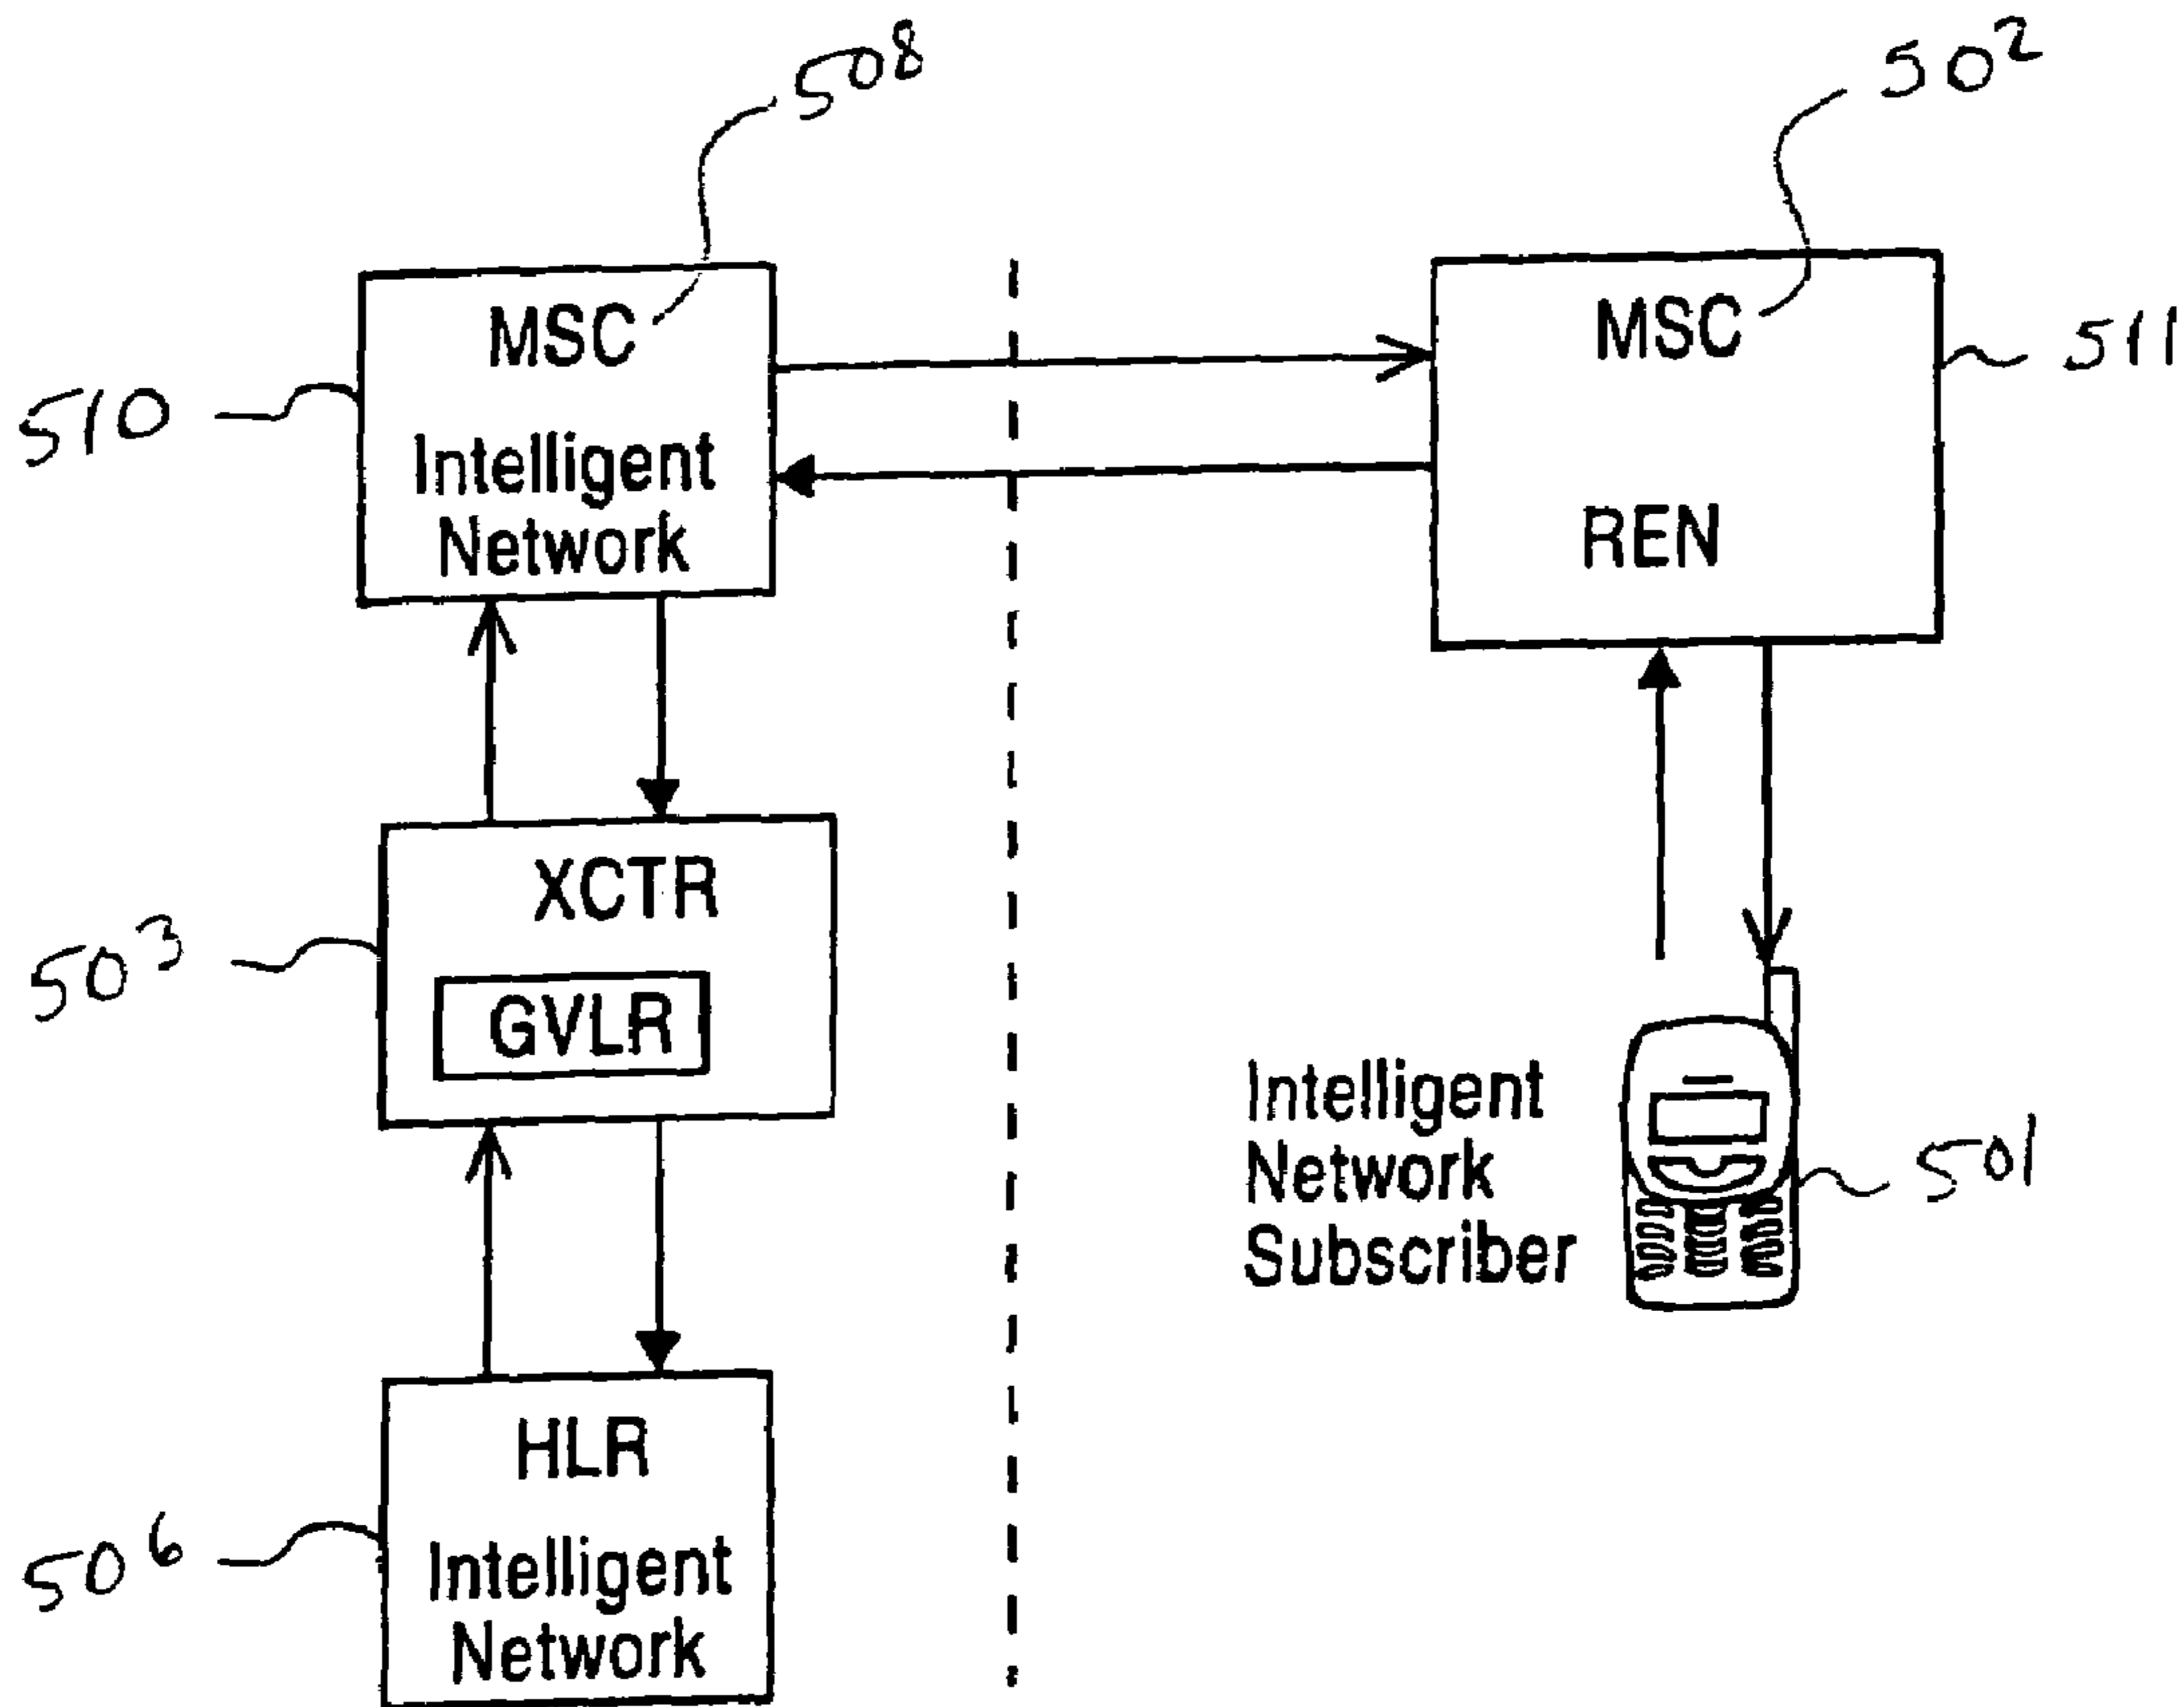 508
502
MSC
MSC
511
510
Intelligent
Network
REN
XCTR
503
GVLR
Intelligent
Network
Subscriber
501
HLR
506
Intelligent
Network